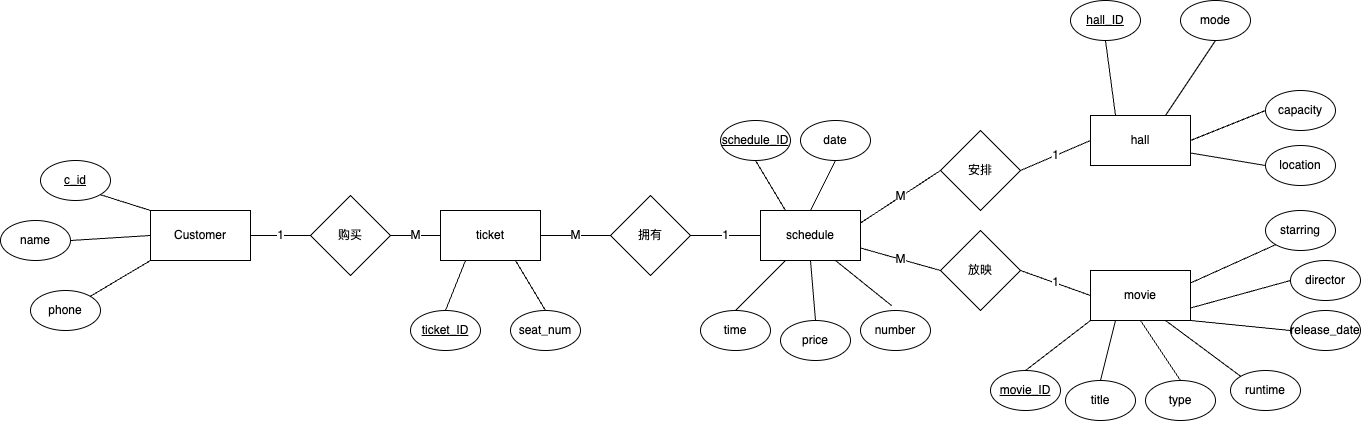 hall_ID
mode
capacity
hall
location
schedule_ID
date
安排
1
M
c_id
name
Customer
phone
1
购买
M
ticket
M
拥有
1
schedule
ticket_ID
seat_num
time
price
number
M
放映
1
movie
starring
director
release_date
runtime
movie_ID
title
type